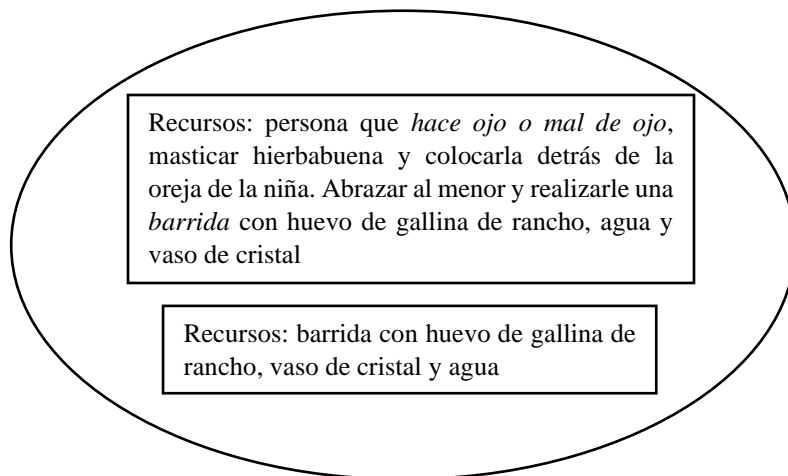 Recursos: persona que hace ojo o mal de ojo,
masticar hierbabuena y colocarla detrás de la
oreja de la niña. Abrazar al menor y realizarle una
barrida con huevo de gallina de rancho, agua y
vaso de cristal
Recursos: barrida con huevo de gallina de
rancho, vaso de cristal y agua